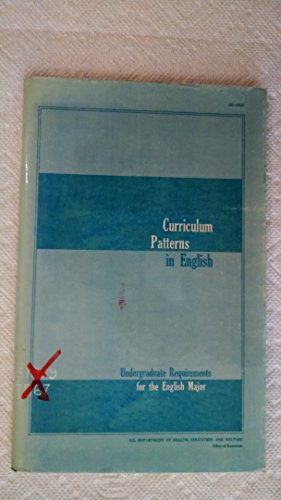 Curriculum
Patterns
in English
Undergraduate Requirements
for the English Major
U.S. DEPARTMENT OF HEALTH, EDUCATION, AND WELFARE
Office of Education